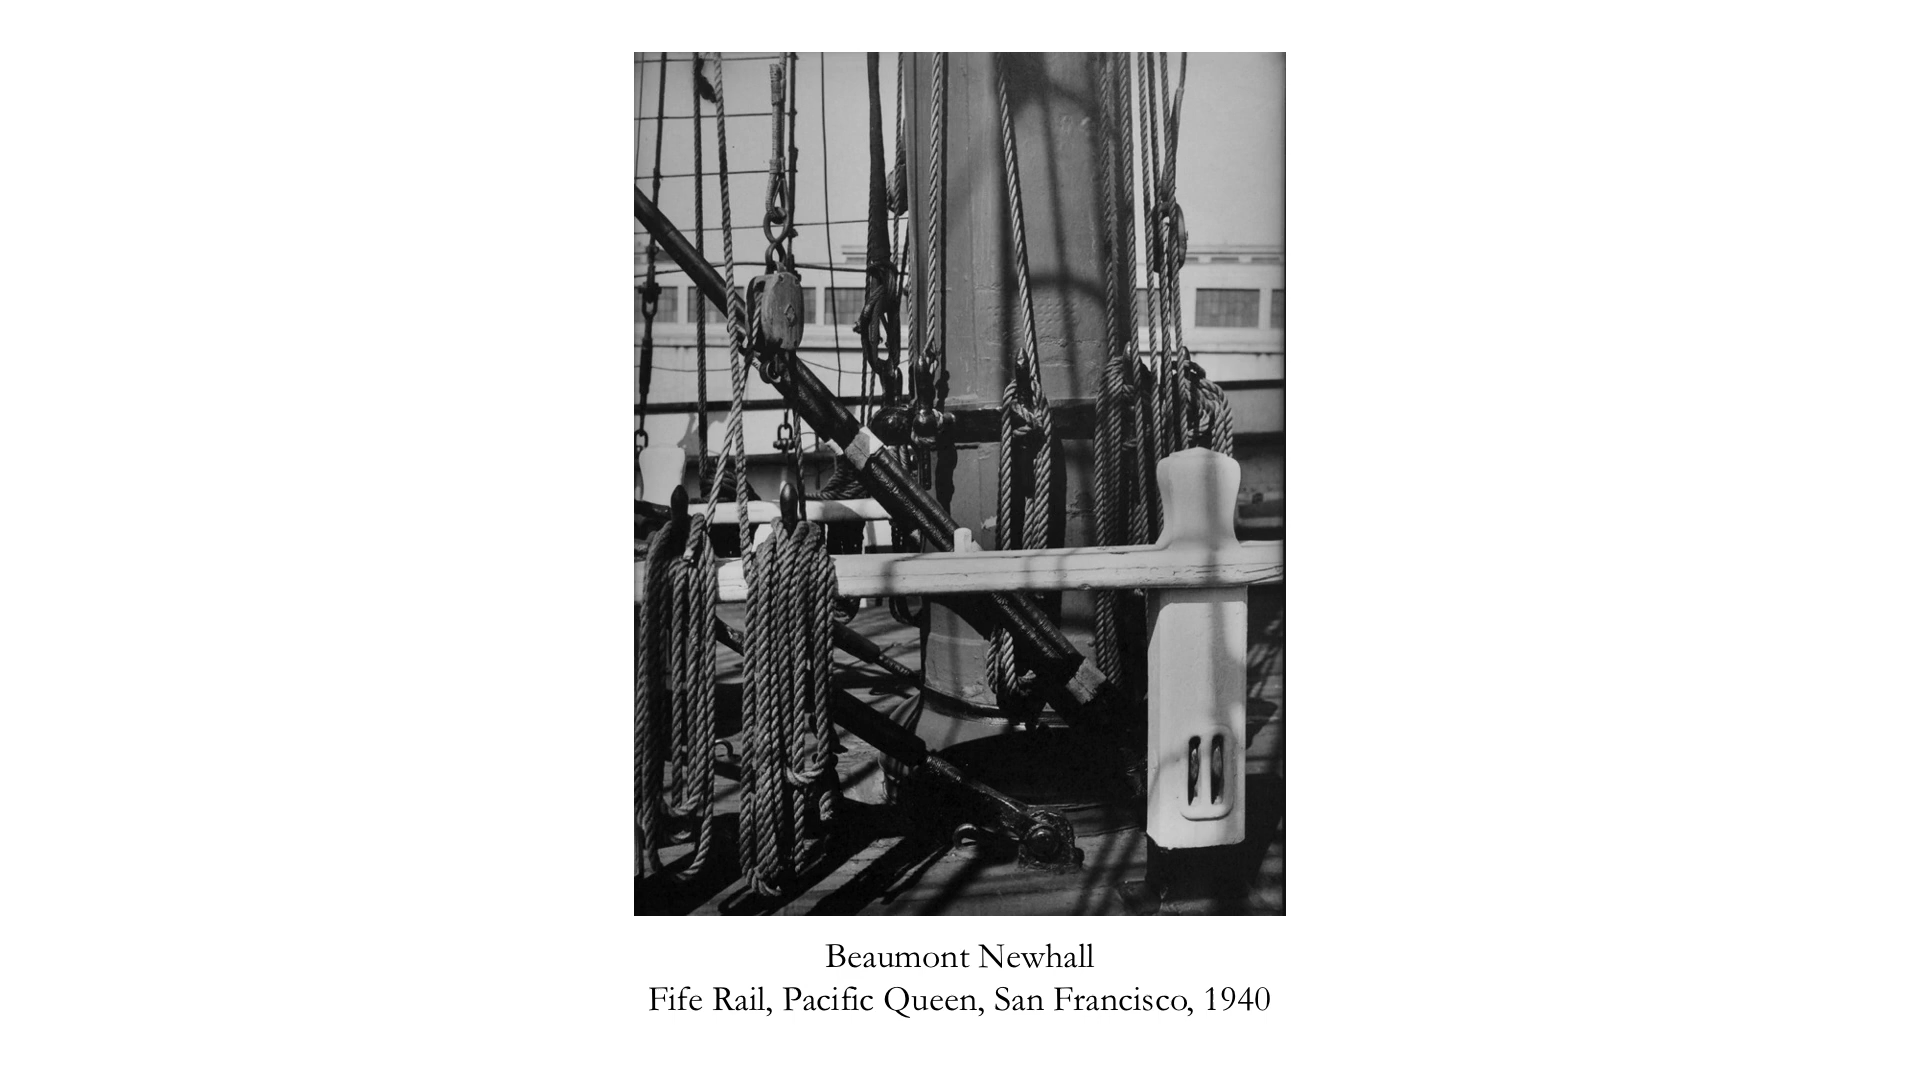 Beaumont Newhall
Fife Rail, Pacific Queen, San Francisco, 1940